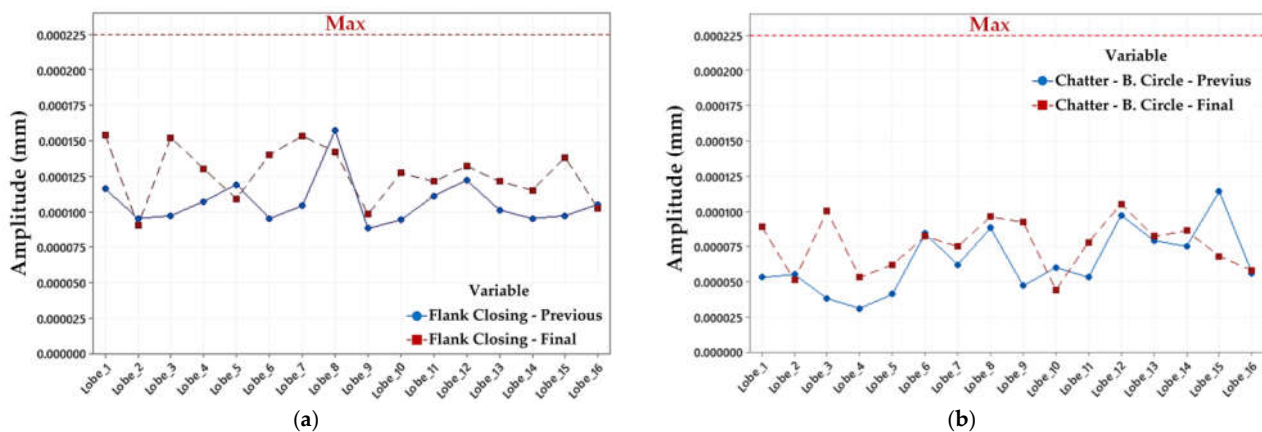 Max
0.000225
0.000200
0.000175
0.000150
0.000125
0.000100
0.000075
0.000050
0.000025
0.000000
Amplitude (mm)
Variable
Flank Closing - Previous
Flank Closing - Final
Lobe_1
Lobe_2
Lobe_3
Lobe_4
Lobe_5
Lobe_6
Lobe_7
Lobe_8
Lobe_9
Lobe_10
Lobe_11
Lobe_12
Lobe_13
Lobe_14
Lobe_15
Lobe_16
(a)
Max
0.000225
0.000200
0.000175
0.000150
0.000125
0.000100
0.000075
0.000050
0.000025
0.000000
Amplitude (mm)
Variable
Chatter - B. Circle - Previus
Chatter - B. Circle - Final
Lobe_1
Lobe_2
Lobe_3
Lobe_4
Lobe_5
Lobe_6
Lobe_7
Lobe_8
Lobe_9
Lobe_10
Lobe_11
Lobe_12
Lobe_13
Lobe_14
Lobe_15
Lobe_16
(b)